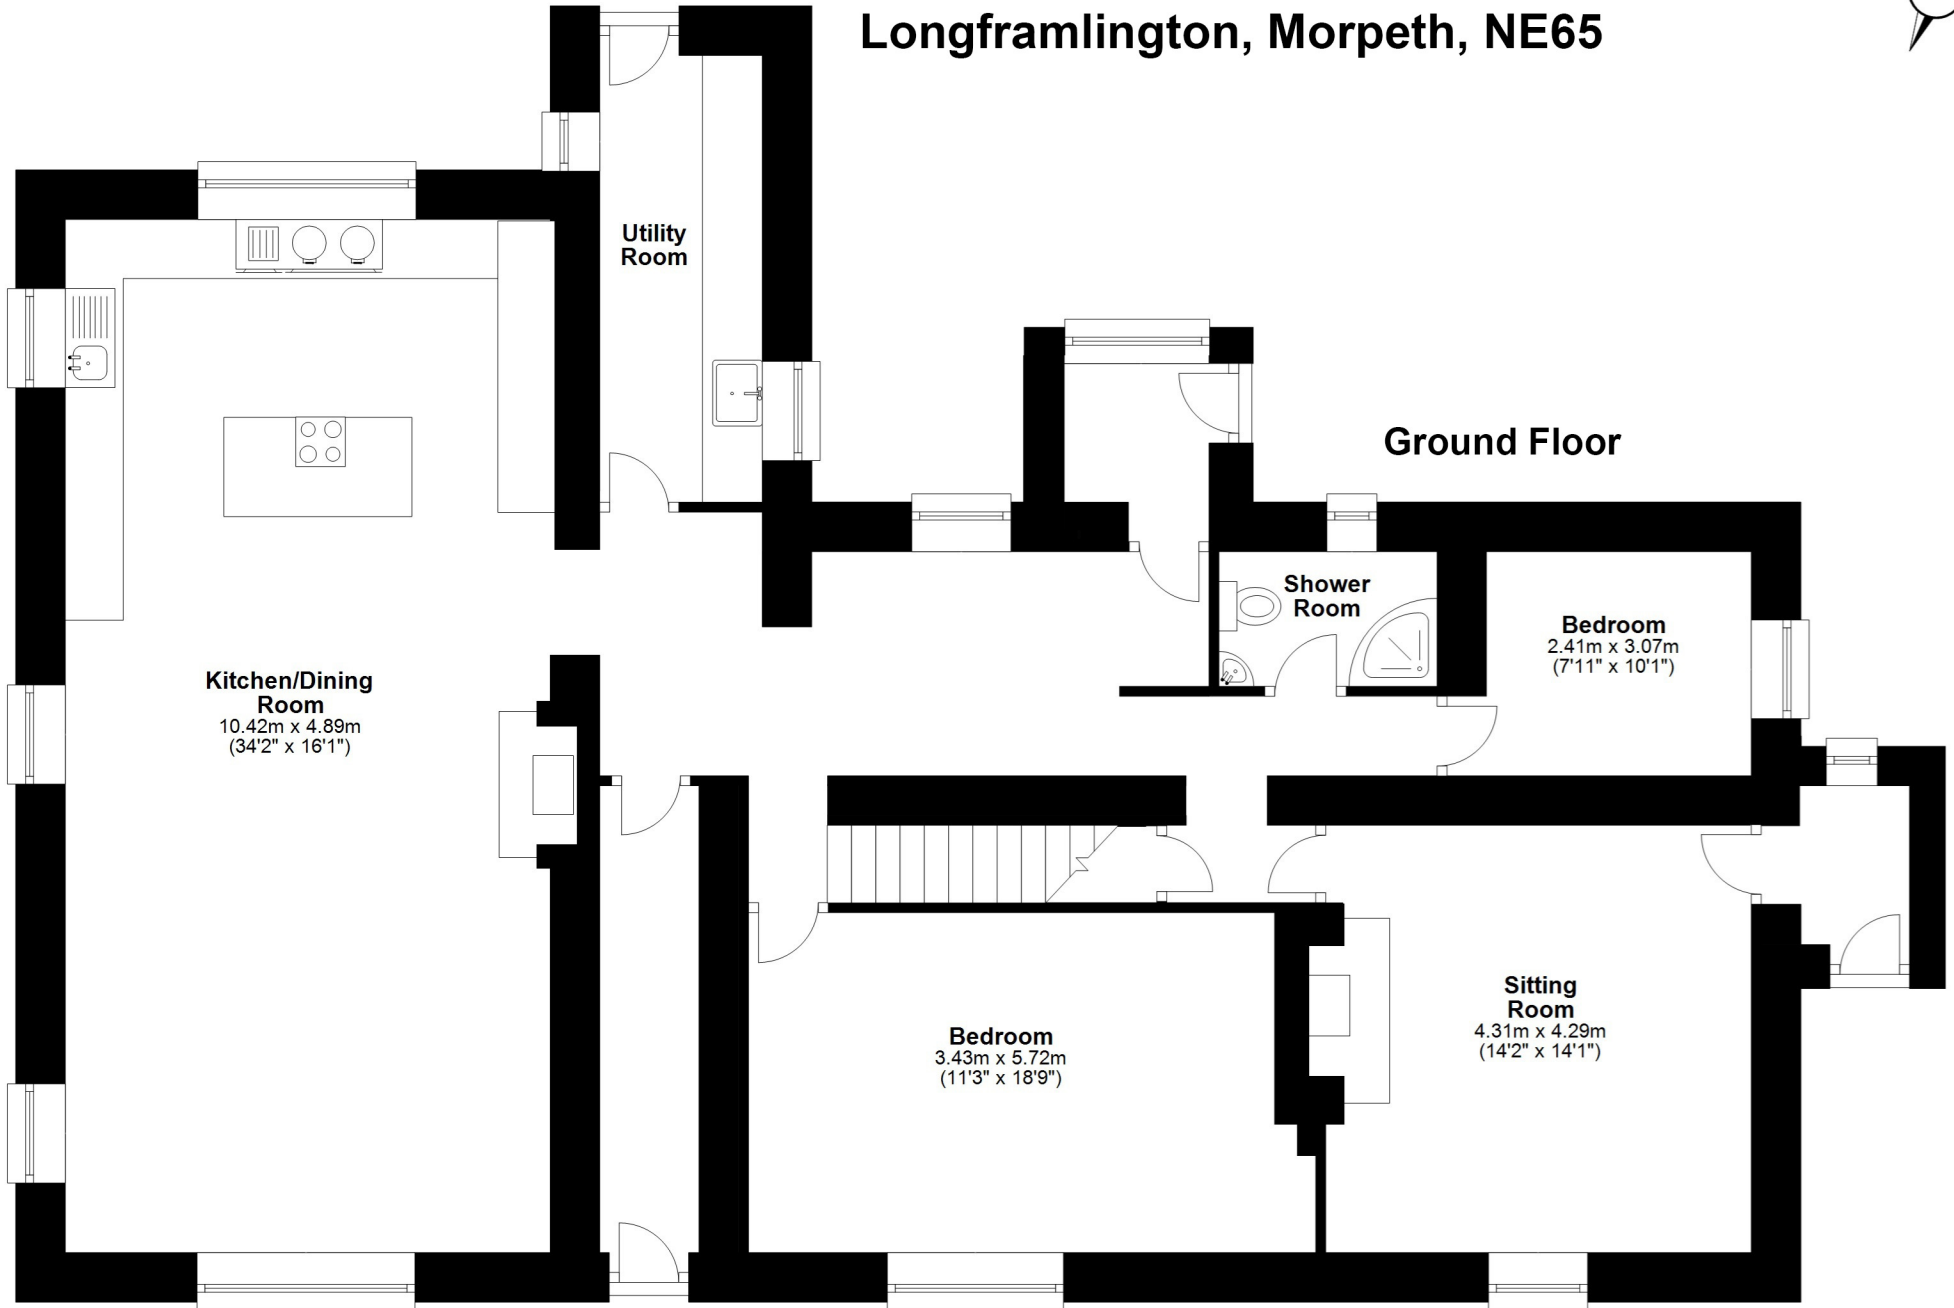 Longframlington, Morpeth, NE65
Utility
Room
Ground Floor
Shower
Room
Bedroom
2.41m x 3.07m
(7'11" x 10'1")
Kitchen/Dining
Room
10.42m x 4.89m
(34'2" x 16'1")
Sitting
Room
4.31m x 4.29m
(14'2" x 14'1")
Bedroom
3.43m x 5.72m
(11'3" x 18'9")